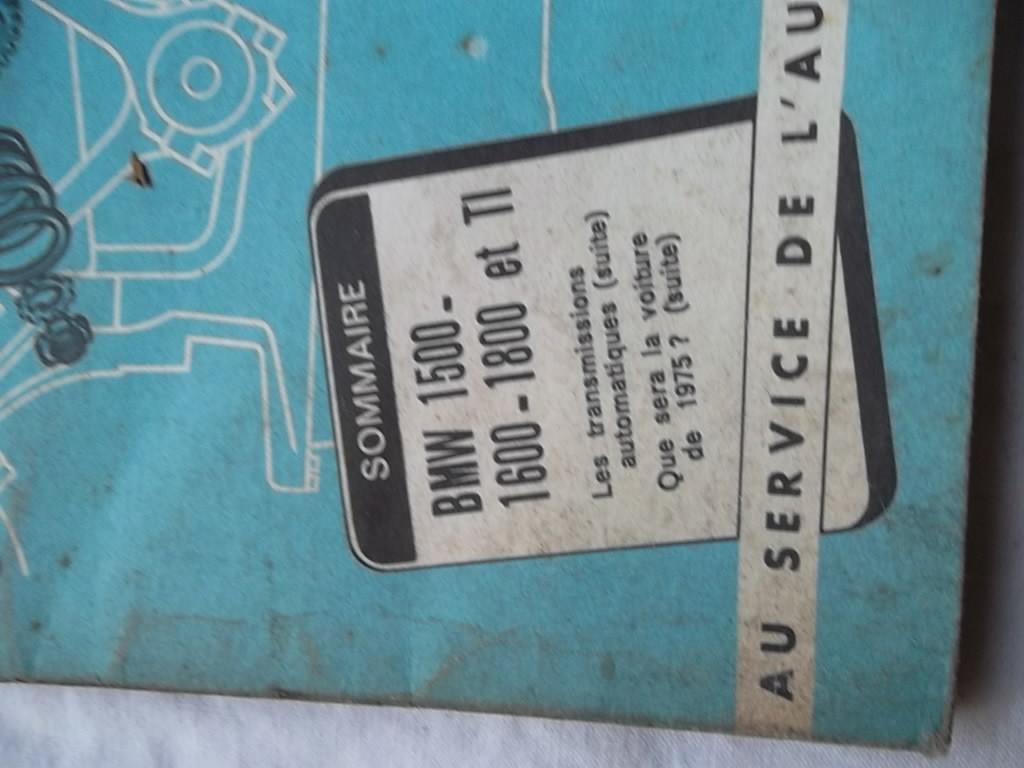 SOMMAIRE
BMW 1500-
1600-1800 et TI
Les transmissions
automatiques (suite)
Que sera la voiture
de 1975? (suite)
AU SERVICE DE L'AU